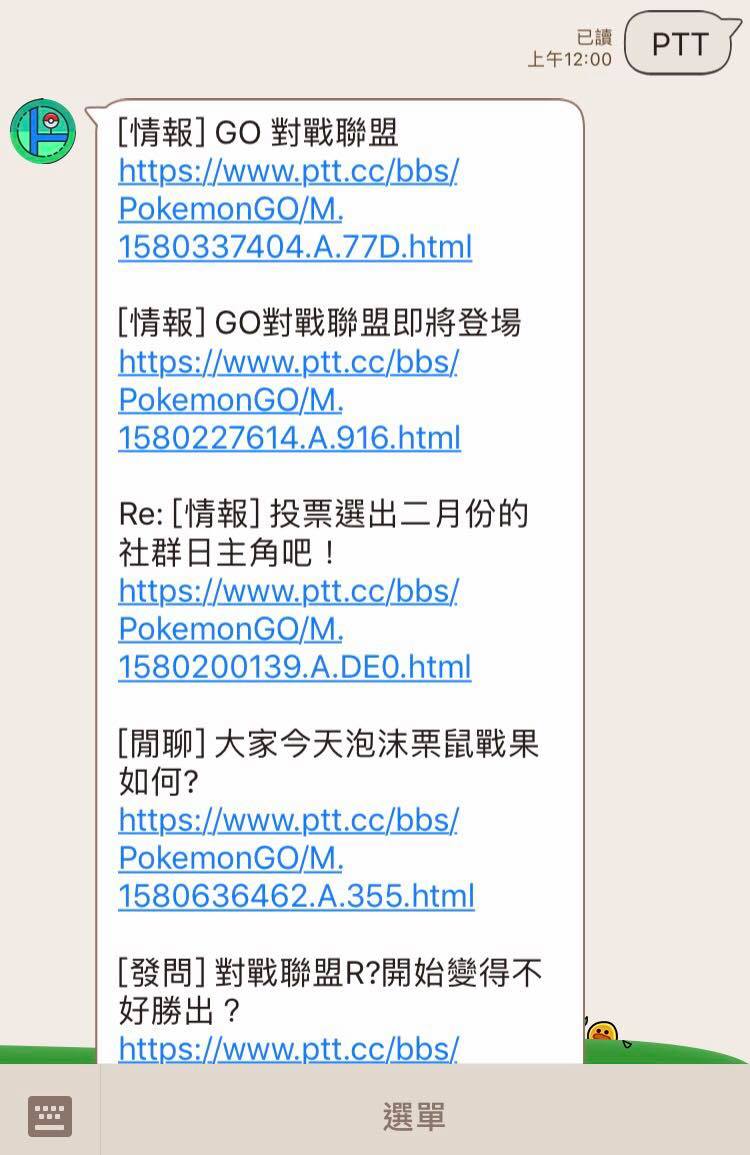 PTT
已讀
上午12:00
[情報] GO 對戰聯盟
https://www.ptt.cc/bbs/
PokemonGO/M.
1580337404.A.77D.html
[情報] GO對戰聯盟即將登場
https://www.ptt.cc/bbs/
PokemonGO/M.
1580227614.A.916.html
Re: [情報] 投票選出二月份的
社群日主角吧！
https://www.ptt.cc/bbs/
PokemonGO/M.
1580200139.A.DE0.html
[閒聊] 大家今天泡沫栗鼠戰果
如何?
https://www.ptt.cc/bbs/
PokemonGO/M.
1580636462.A.355.html
[發問] 對戰聯盟R?開始變得不
好勝出？
https://www.ptt.cc/bbs/
選單